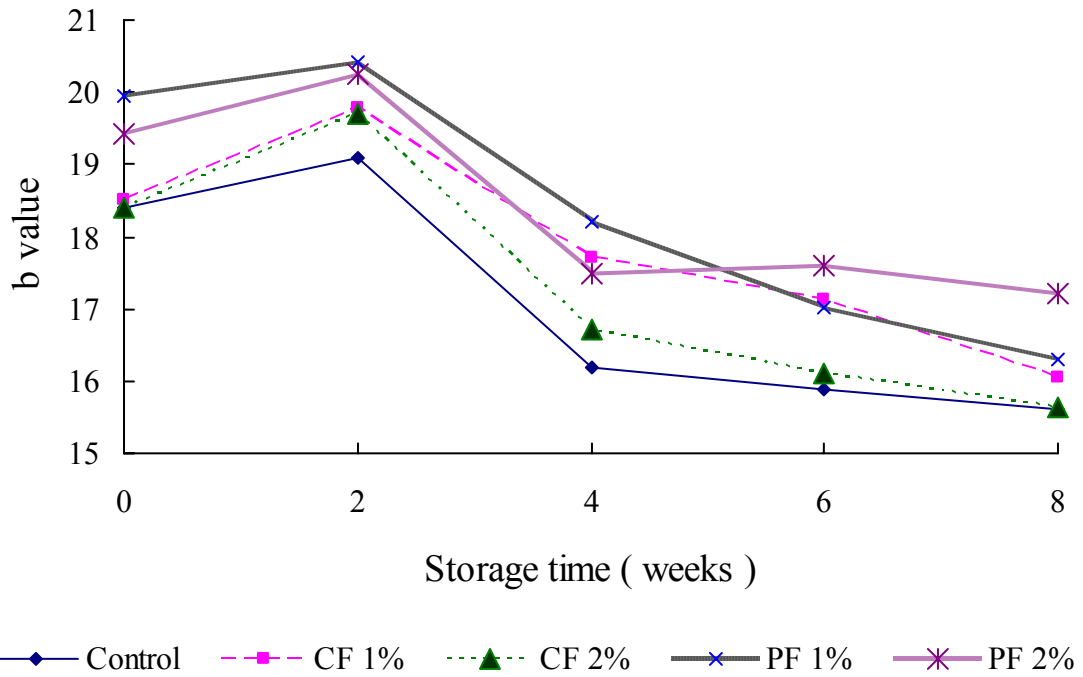 21
20
19
18
17
16
15
b value
0 2 4 6 8
Storage time ( weeks )
Control CF 1% CF 2% PF 1% PF 2%